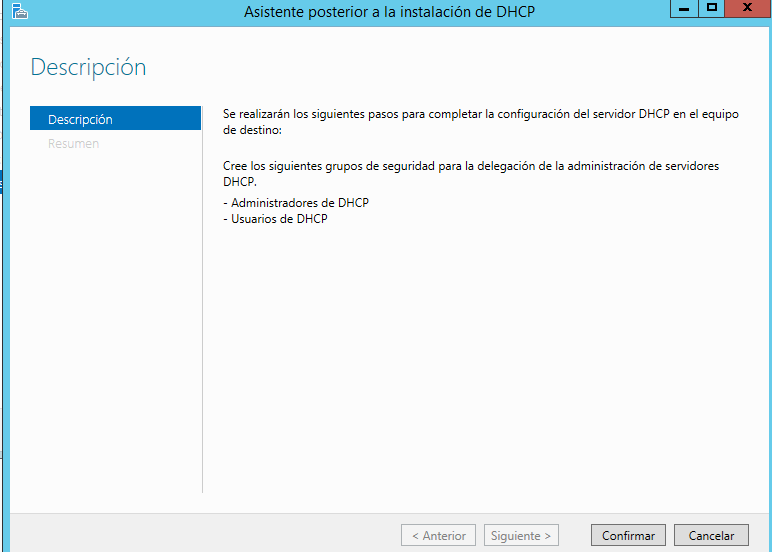 Asistente posterior a la instalación de DHCP
Descripción
Descripción
Resumen
Se realizarán los siguientes pasos para completar la configuración del servidor DHCP en el equipo
de destino:
Cree los siguientes grupos de seguridad para la delegación de la administración de servidores
DHCP.
- Administradores de DHCP
- Usuarios de DHCP
< Anterior
Siguiente >
Confirmar
Cancelar